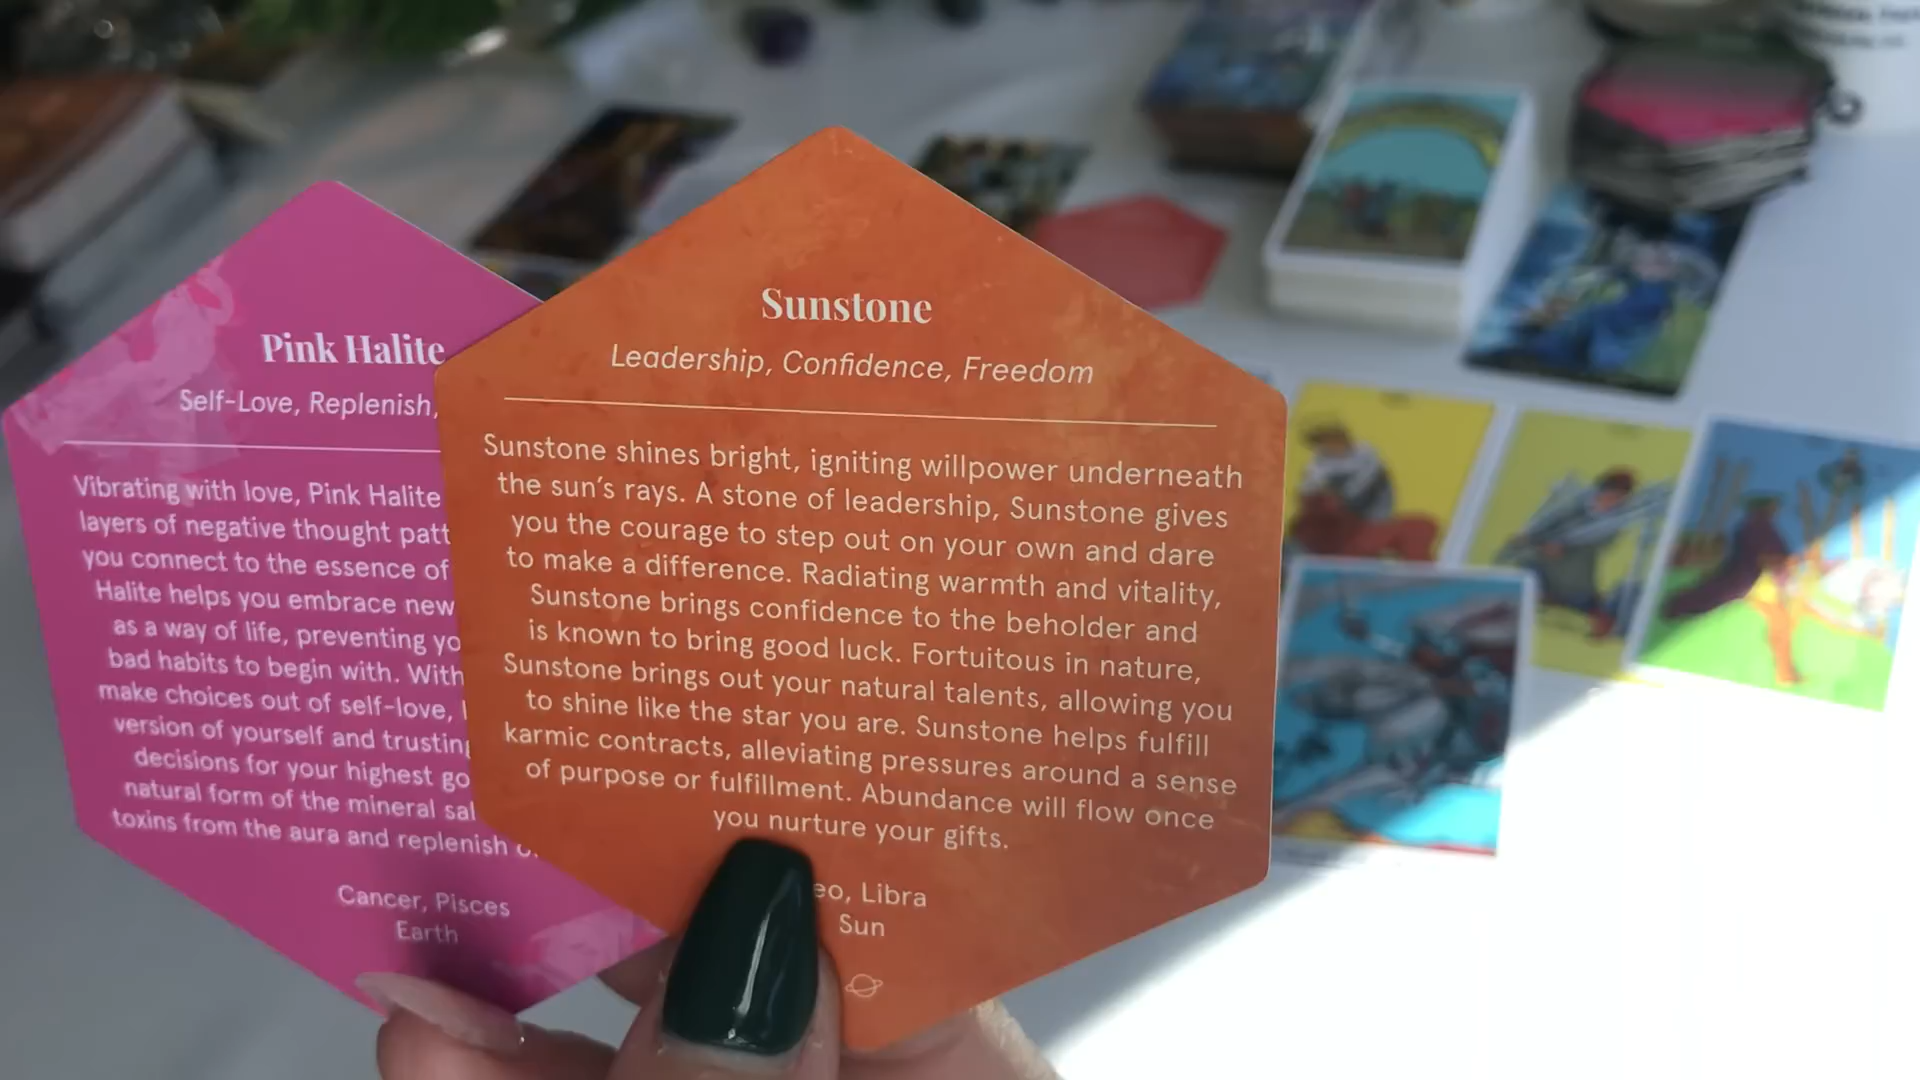 Pink Halite
Self-Love, Replenish,
Vibrating with love, Pink Halite
layers of negative thought
you connect to the essence of
Halite helps you embrace new
as a way of life, preventing
bad habits to begin with. With
make choices out of self-love,
version of yourself and trusting
decisions for your highest
natural form of the mineral
toxins from the aura and replenish
Cancer, Pisces
Earth
Sunstone
Leadership, Confidence, Freedom
Sunstone shines bright, igniting willpower underneath
the sun's rays. A stone of leadership, Sunstone gives
you the courage to step out on your own and dare
to make a difference. Radiating warmth and vitality,
Sunstone brings confidence to the beholder and
is known to bring good luck. Fortuitous in nature,
Sunstone brings out your natural talents, allowing you
to shine like the star you are. Sunstone helps fulfill
karmic contracts, alleviating pressures around a sense
of purpose or fulfillment. Abundance will flow once
you nurture your gifts.
eo, Libra
Sun